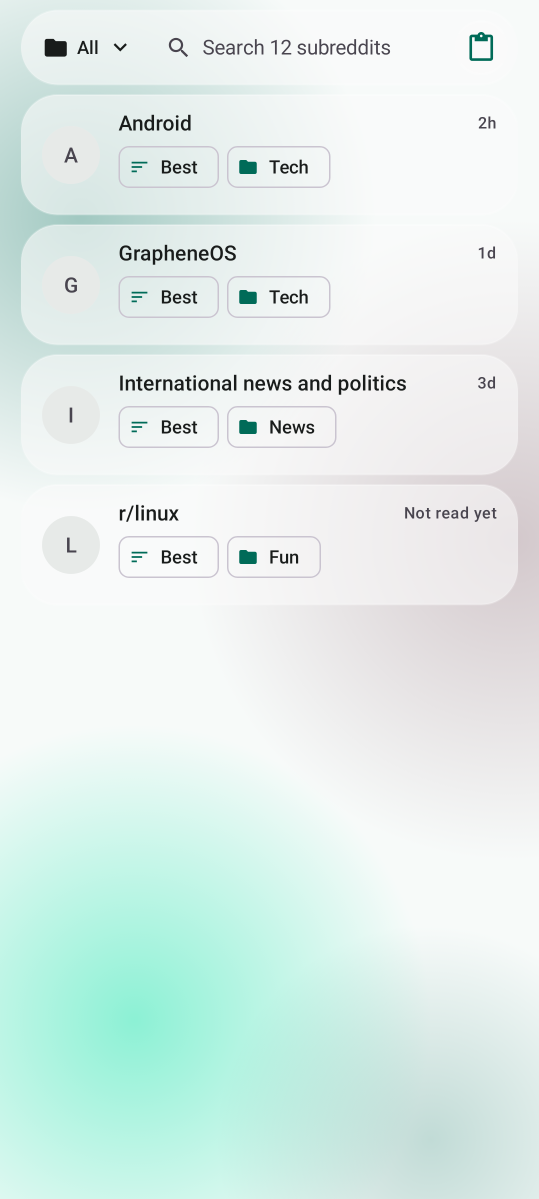 All Search 12 subreddits
A Android 2h
Best Tech
G GrapheneOS 1d
Best Tech
I International news and politics 3d
Best News
L r/linux Not read yet
Best Fun